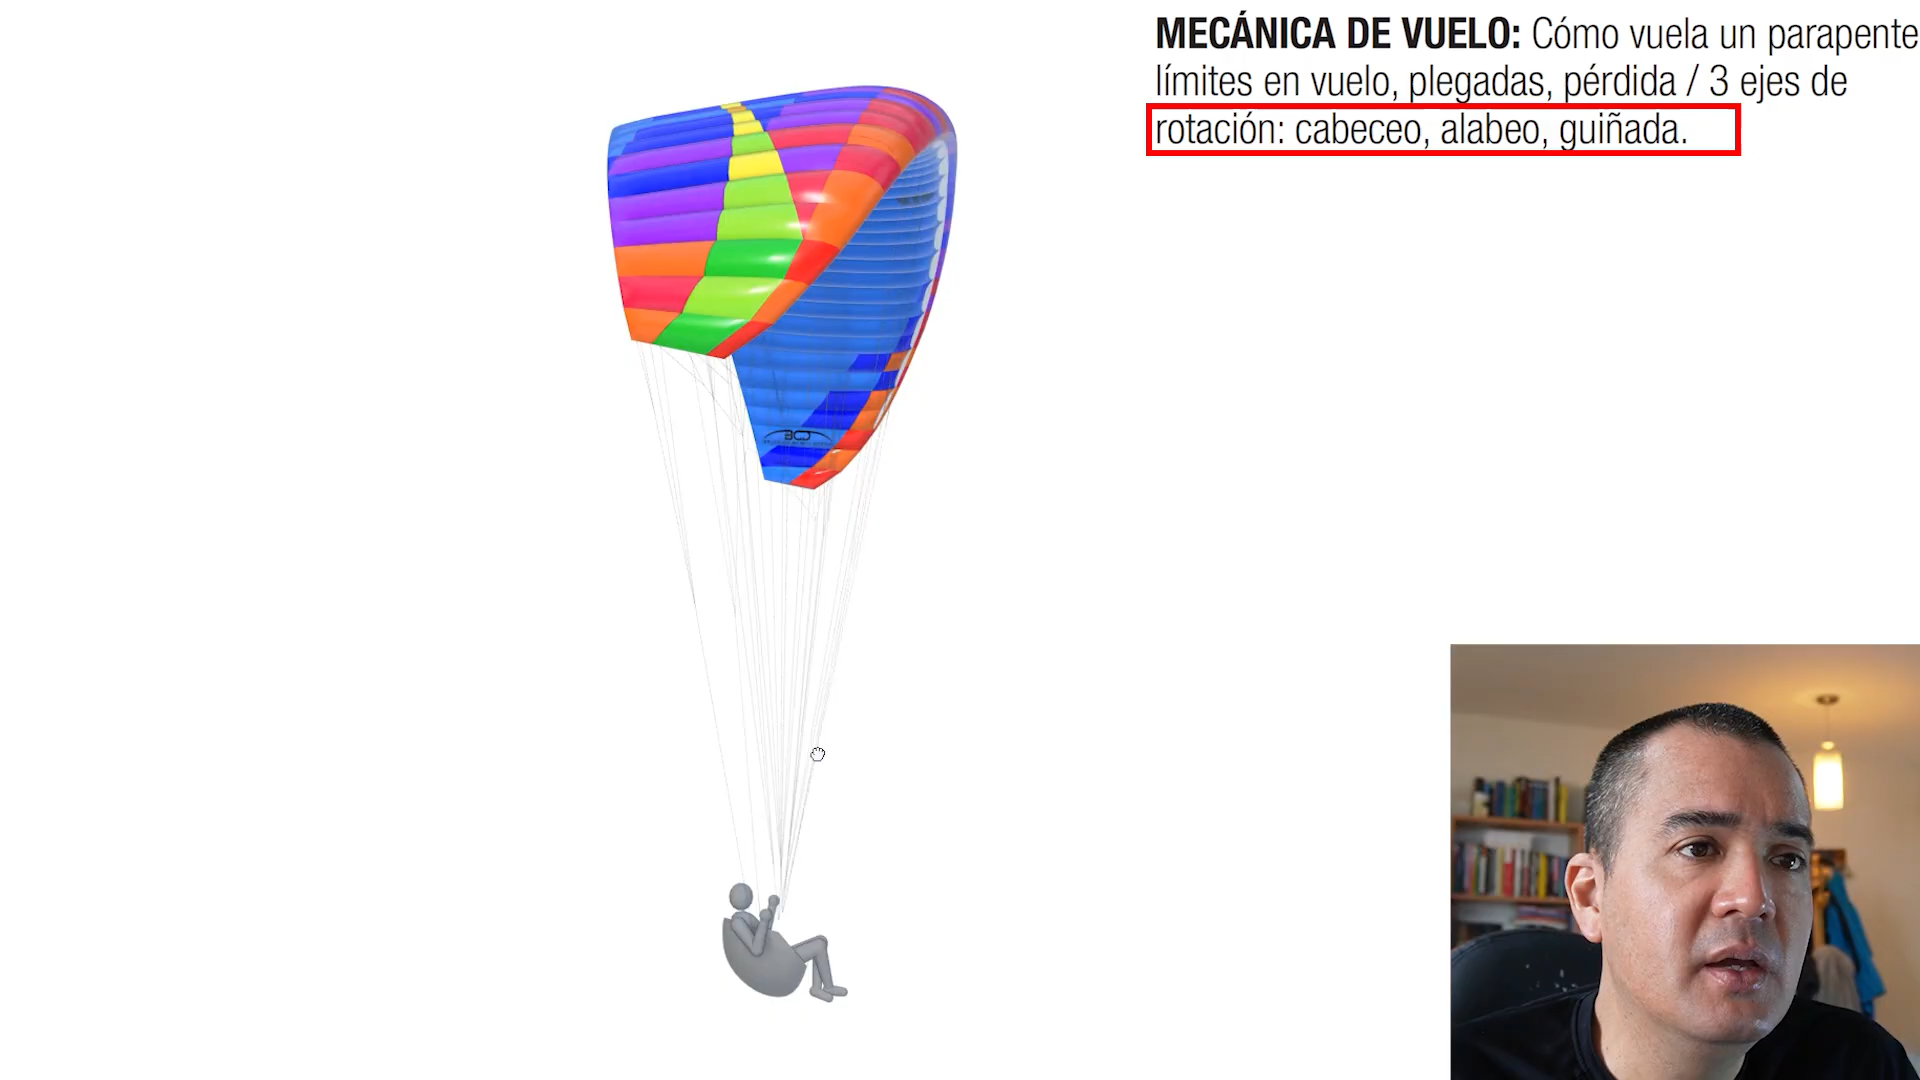 MECÁNICA DE VUELO: Cómo vuela un parapente
límites en vuelo, plegadas, pérdida / 3 ejes de
rotación: cabeceo, alabeo, guiñada.